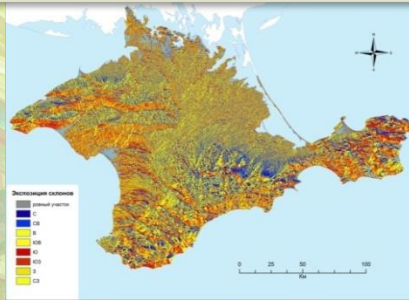 Экспозиция склонов
ровный участок
С
СВ
В
ЮВ
Ю
ЮЗ
З
СЗ
0 25 50 100
Км